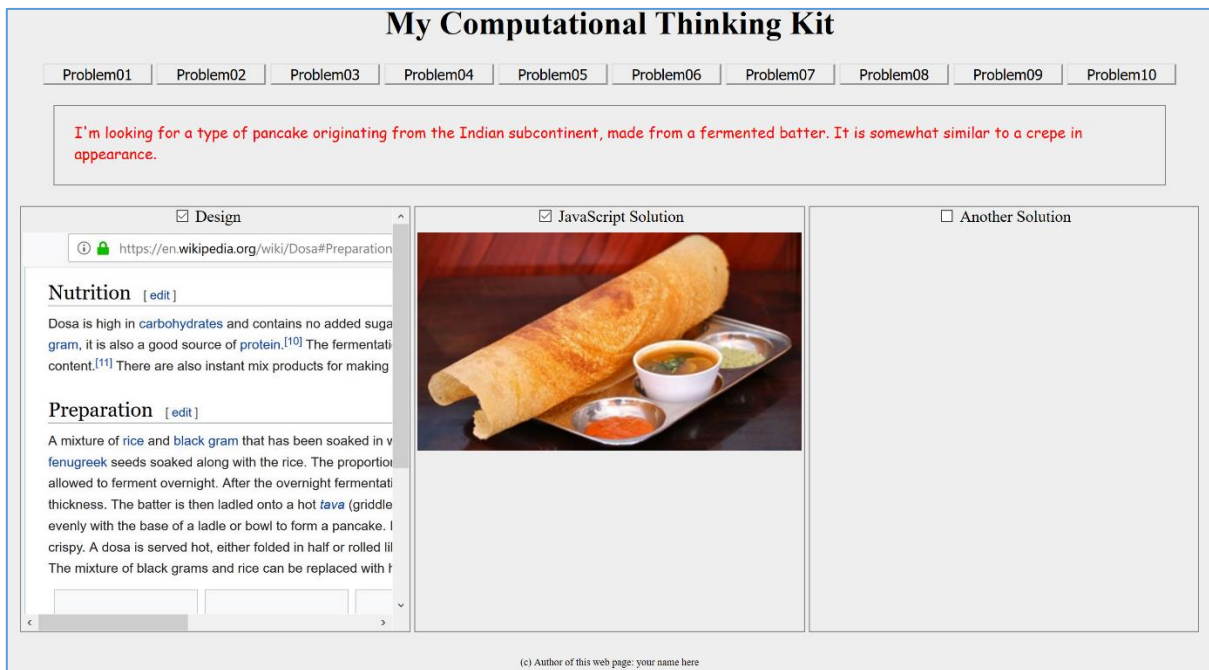 My Computational Thinking Kit
Problem01 Problem02 Problem03 Problem04 Problem05 Problem06 Problem07 Problem08 Problem09 Problem10
I'm looking for a type of pancake originating from the Indian subcontinent, made from a fermented batter. It is somewhat similar to a crepe in
appearance.
Design
https://en.wikipedia.org/wiki/Dosa#Preparation
Nutrition [ edit ]
Dosa is high in carbohydrates and contains no added
gram, it is also a good source of protein.[10] The
content.[11] There are also instant mix products for making
Preparation [ edit ]
A mixture of rice and black gram that has been soaked in
fenugreek seeds soaked along with the rice. The
allowed to ferment overnight. After the overnight
thickness. The batter is then ladled onto a hot tava (griddle
evenly with the base of a ladle or bowl to form a pancake.
crispy. A dosa is served hot, either folded in half or rolled
The mixture of black grams and rice can be replaced with
JavaScript Solution
Another Solution
(c) Author of this web page: your name here